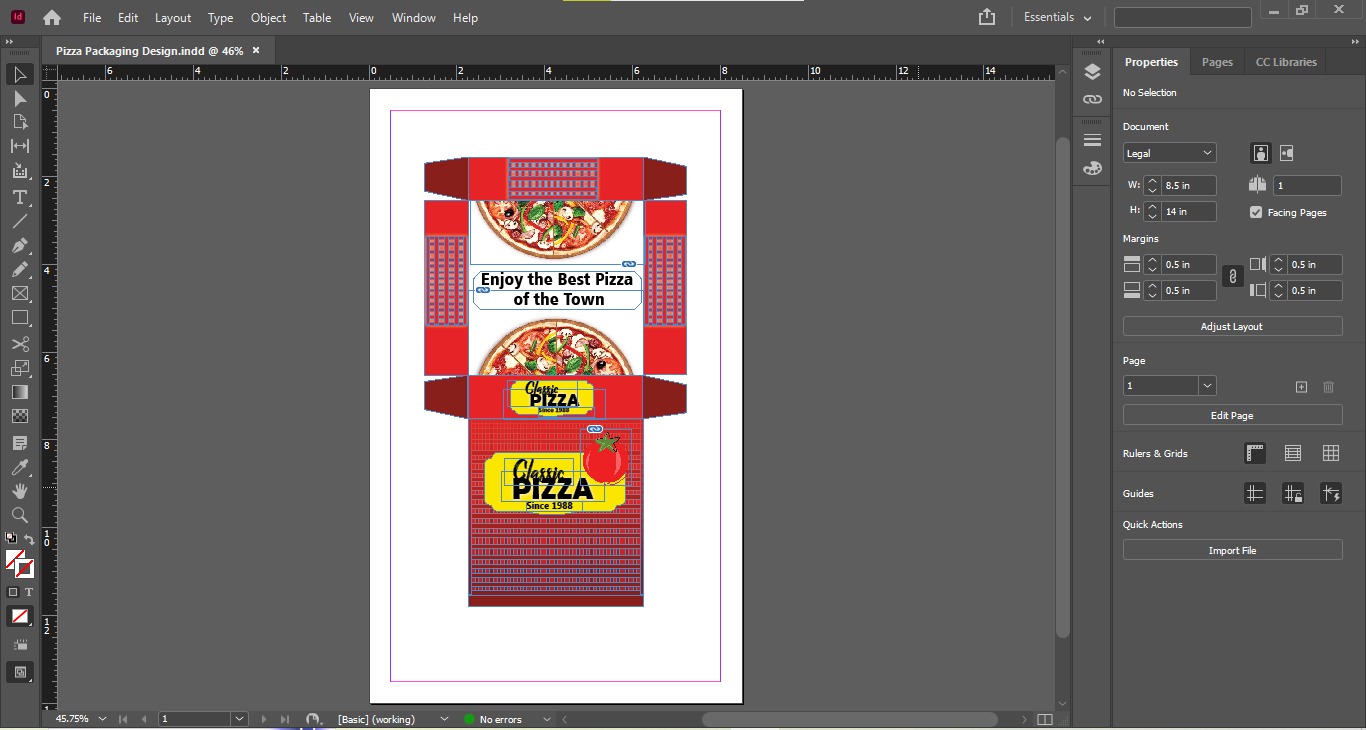 Id
File Edit Layout Type Object Table View Window Help
Essentials
Pizza Packaging Design.indd @ 46%
6 4 2 0 2 4 6 8 10 12 14
0
2
4
6
8
10
12
1
Enjoy the Best Pizza
of the Town
Classic
PIZZA
Since 1988
Classic
PIZZA
Since 1988
T
T
Properties Pages CC Libraries
No Selection
Document
Legal
W: 8.5 in 1
H: 14 in Facing Pages
Margins
0.5 in 0.5 in
0.5 in 0.5 in
Adjust Layout
Page
1
Edit Page
Rulers & Grids
Guides
Quick Actions
Import File
45.75% 1 [Basic] (working) No errors